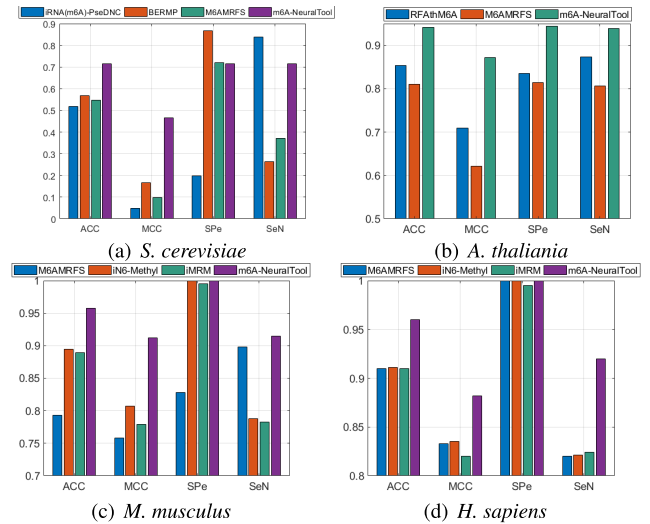 iRNA(m6A)-PseDNC BERMP M6AMRFS m6A-NeuralTool
0.9
0.8
0.7
0.6
0.5
0.4
0.3
0.2
0.1
0
ACC MCC SPe SeN
(a) S. cerevisiae
RFAthM6A M6AMRFS m6A-NeuralTool
0.9
0.8
0.7
0.6
0.5
ACC MCC SPe SeN
(b) A. thaliania
M6AMRFS iN6-Methyl iMRM m6A-NeuralTool
1
0.95
0.9
0.85
0.8
0.75
0.7
ACC MCC SPe SeN
(c) M. musculus
M6AMRFS iN6-Methyl iMRM m6A-NeuralTool
1
0.95
0.9
0.85
0.8
ACC MCC SPe SeN
(d) H. sapiens